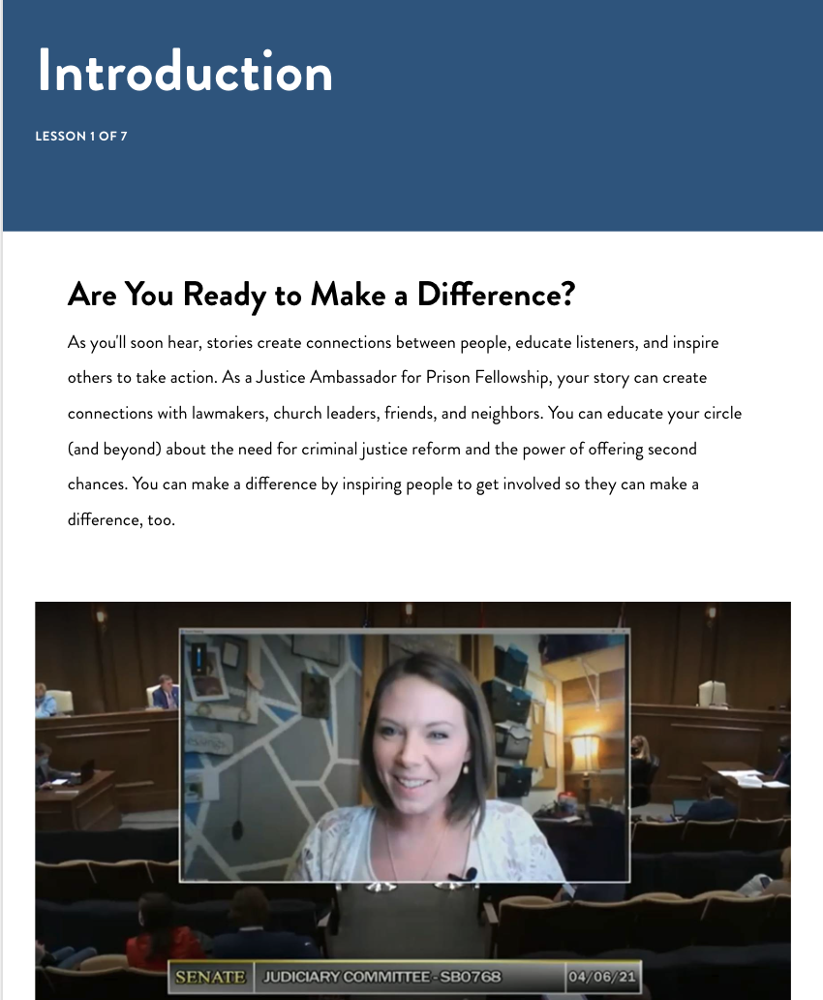 Introduction
LESSON 1 OF 7
Are You Ready to Make a Difference?
As you'll soon hear, stories create connections between people, educate listeners, and inspire
others to take action. As a Justice Ambassador for Prison Fellowship, your story can create
connections with lawmakers, church leaders, friends, and neighbors. You can educate your circle
(and beyond) about the need for criminal justice reform and the power of offering second
chances. You can make a difference by inspiring people to get involved so they can make a
difference, too.
SENATE JUDICIARY COMMITTEE - SB0768 04/06/21